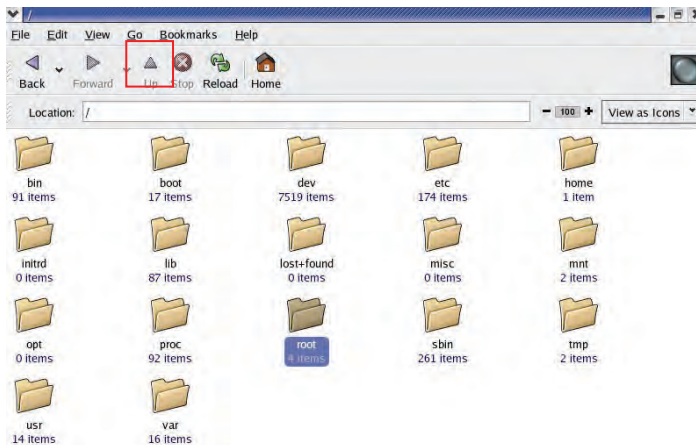 /
File Edit View Go Bookmarks Help
Back Forward Up Stop Reload Home
Location: / 100 View as Icons
bin boot dev etc home
91 items 17 items 7519 items 174 items 1 item
initrd lib lost+found misc mnt
0 items 87 items 0 items 0 items 2 items
opt proc root sbin tmp
0 items 92 items 4 items 261 items 2 items
usr var
14 items 16 items